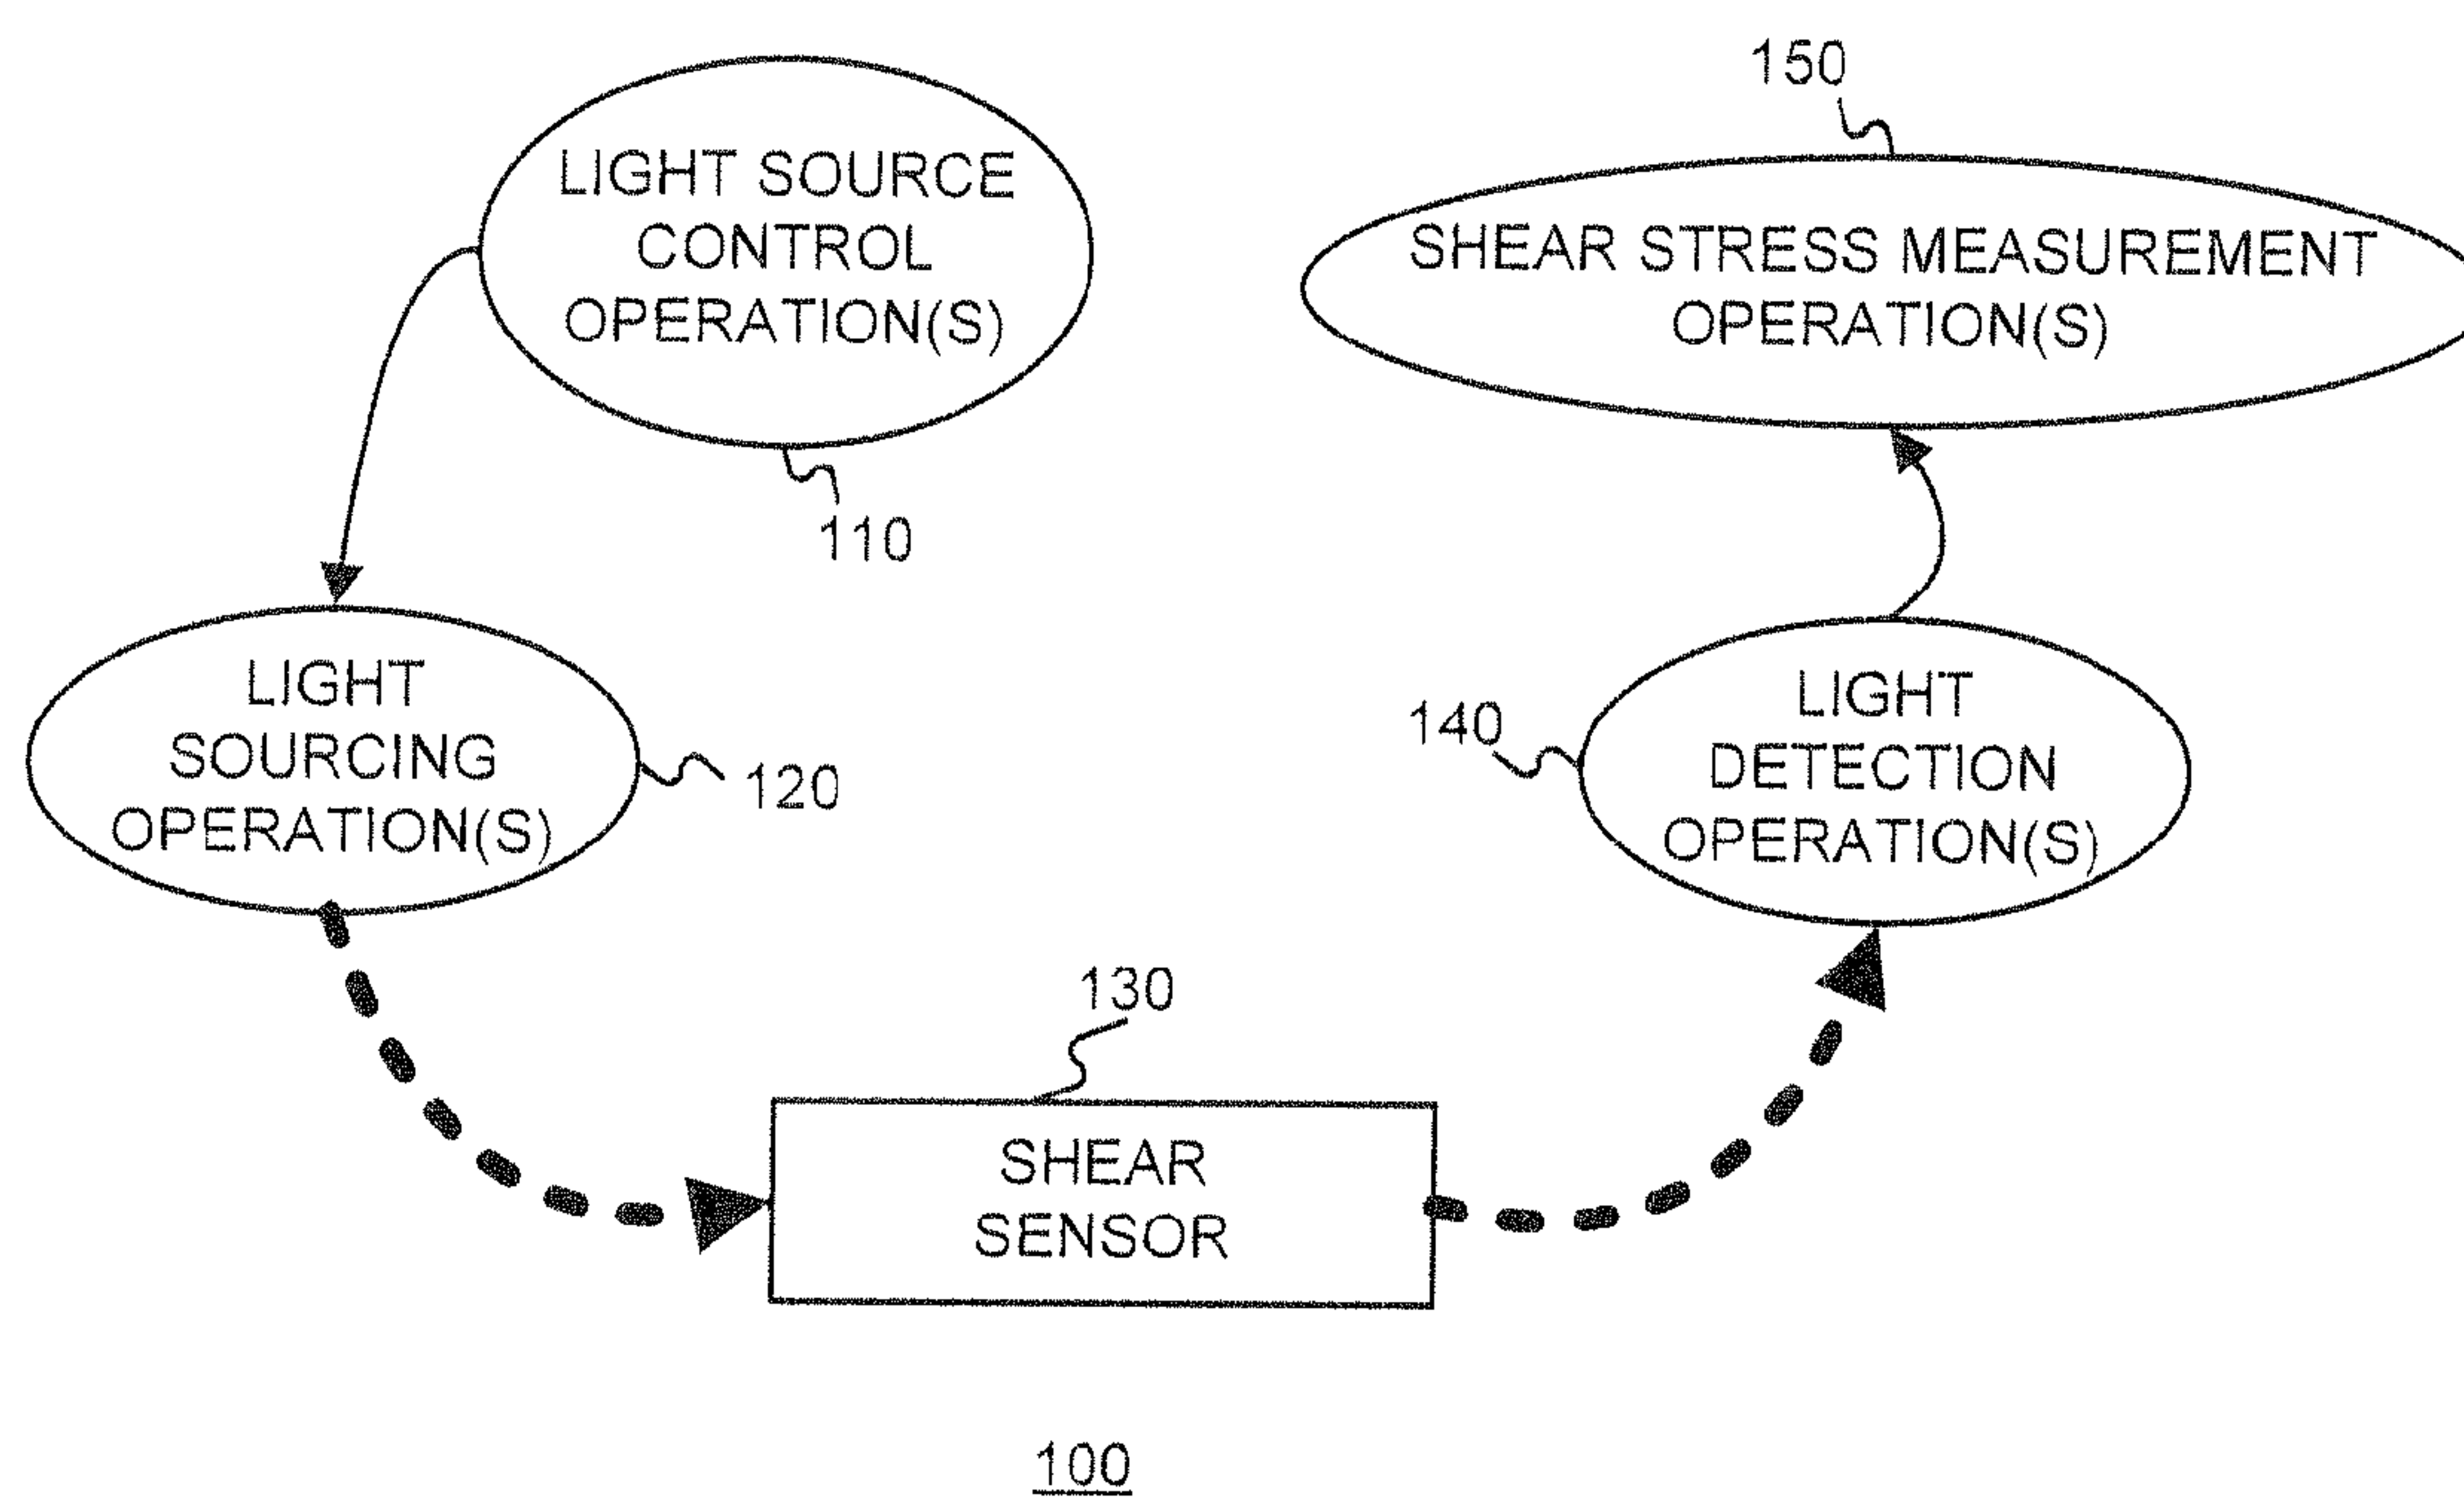 150
LIGHT SOURCE
CONTROL
OPERATION(S)
SHEAR STRESS MEASUREMENT
OPERATION(S)
110
LIGHT
SOURCING
OPERATION(S)
120
140
LIGHT
DETECTION
OPERATION(S)
130
SHEAR
SENSOR
100